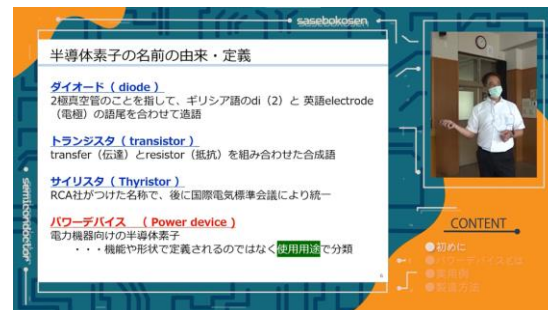 sasebokosen
半導体素子の名前の由来・定義
ダイオード（ diode ）
2極真空管のことを指して、ギリシア語のdi（2）と 英語electrode
（電極）の語尾を合わせて造語
トランジスタ（ transistor ）
transfer（伝達）とresistor（抵抗）を組み合わせた合成語
サイリスタ（ Thyristor ）
RCA社がつけた名称で、後に国際電気標準会議により統一
パワーデバイス （ Power device ）
電力機器向けの半導体素子
・・・機能や形状で定義されるのではなく使用用途で分類
semiconductor
CONTENT
●初めに
●パワーデバイスとは
●実用例
●製造方法